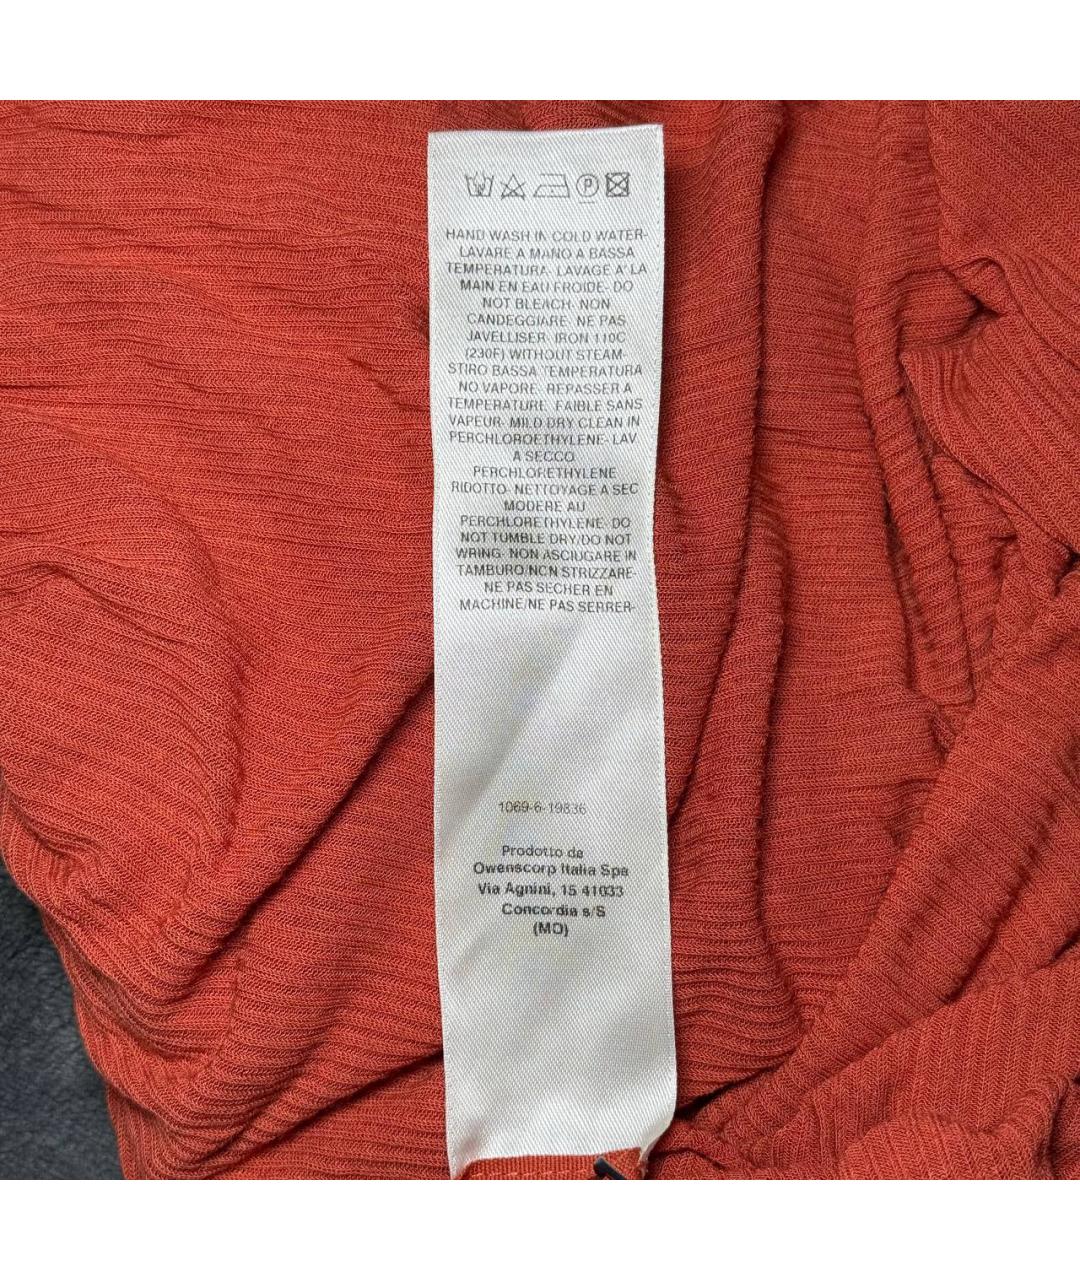 P
HAND WASH IN COLD WATER-
LAVARE A MANO A BASSA
TEMPERATURA- LAVAGE A' LA
MAIN EN EAU FROIDE- DO
NOT BLEACH- NON
CANDEGGIARE- NE PAS
JAVELLISER- IRON 110C
(230F) WITHOUT STEAM-
STIRO BASSA TEMPERATURA
NO VAPORE- REPASSER A
TEMPERATURE FAIBLE SANS
VAPEUR- MILD DRY CLEAN IN
PERCHLOROETHYLENE- LAV
A SECCO
PERCHLORETHYLENE
RIDOTTO- NETTOYAGE A SEC
MODERE AU
PERCHLORETHYLENE- DO
NOT TUMBLE DRY/DO NOT
WRING- NON ASCIUGARE IN
TAMBURO/NON STRIZZARE-
NE PAS SECHER EN
MACHINE/NE PAS SERRER-
1069-6-19836
Prodotto da
Owenscorp Italia Spa
Via Agnini, 15 41033
Concordia s/S
(MO)